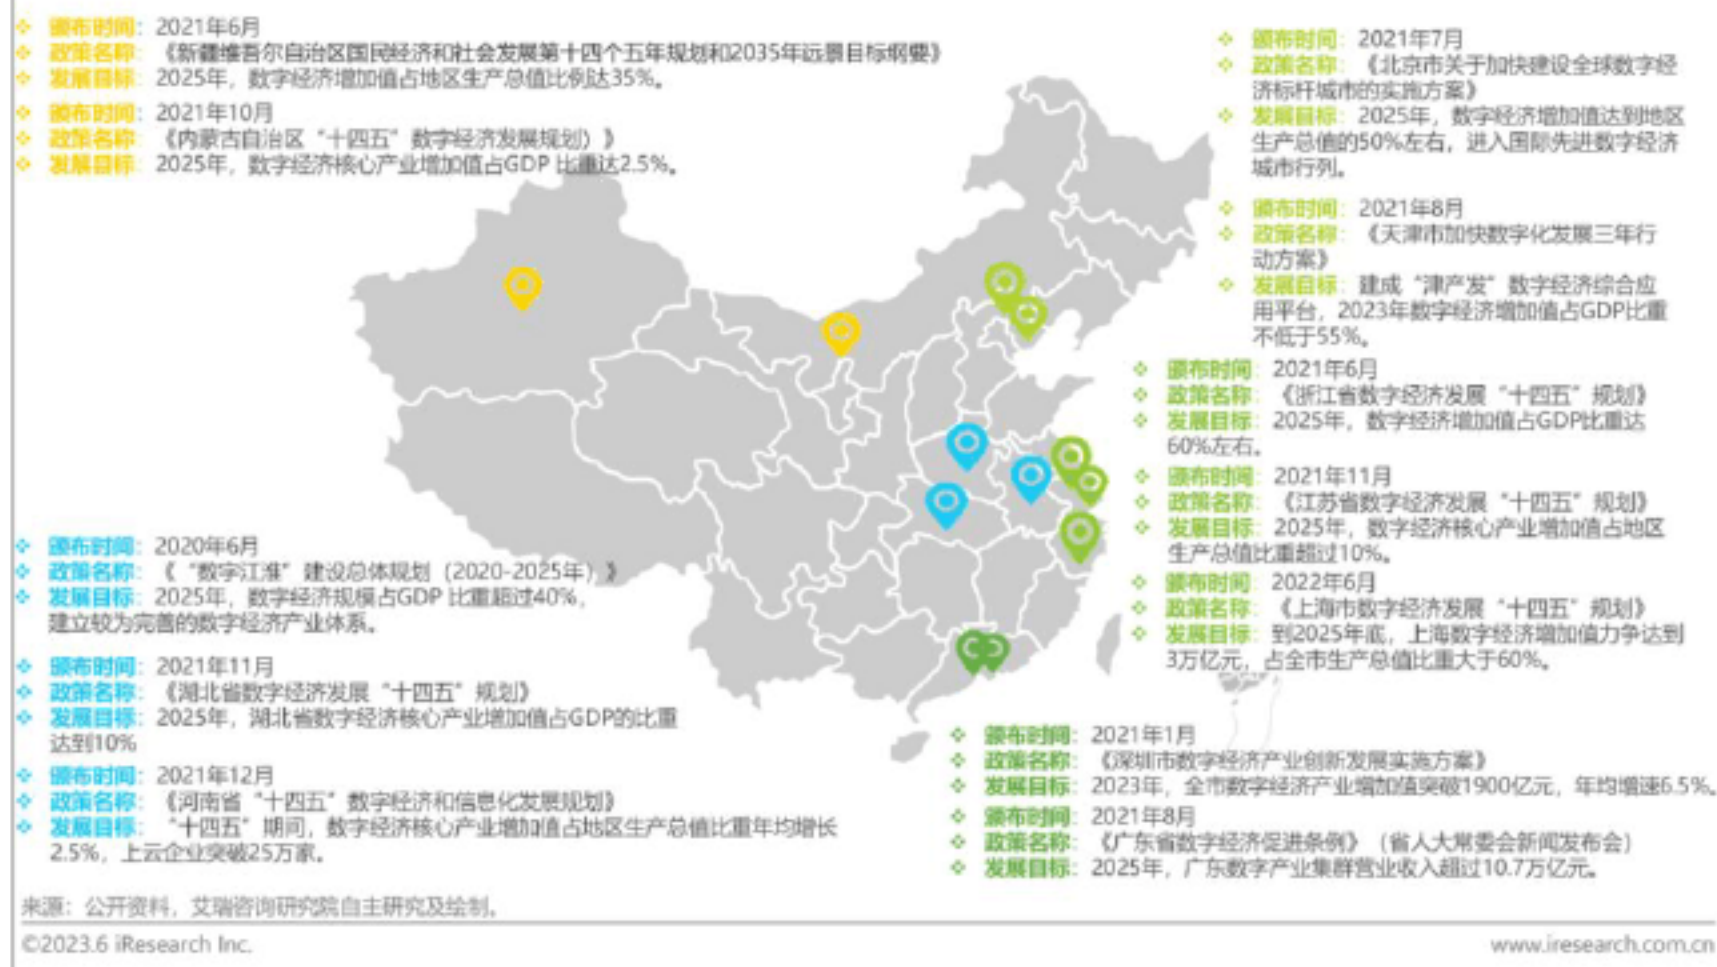 ❖ 颁布时间：2021年6月
❖ 政策名称：《新疆维吾尔自治区国民经济和社会发展第十四个五年规划和2035年远景目标纲要》
❖ 发展目标：2025年，数字经济增加值占地区生产总值比例达35%。
❖ 颁布时间：2021年10月
❖ 政策名称：《内蒙古自治区“十四五”数字经济发展规划）》
❖ 发展目标：2025年，数字经济核心产业增加值占GDP 比重达2.5%。
❖ 颁布时间：2021年7月
❖ 政策名称：《北京市关于加快建设全球数字经
济标杆城市的实施方案》
❖ 发展目标：2025年，数字经济增加值达到地区
生产总值的50%左右，进入国际先进数字经济
城市行列。
❖ 颁布时间：2021年8月
❖ 政策名称：《天津市加快数字化发展三年行
动方案》
❖ 发展目标：建成“津产发”数字经济综合应
用平台，2023年数字经济增加值占GDP比重
不低于55%。
❖ 颁布时间：2021年6月
❖ 政策名称：《浙江省数字经济发展“十四五”规划》
❖ 发展目标：2025年，数字经济增加值占GDP比重达
60%左右。
❖ 颁布时间：2021年11月
❖ 政策名称：《江苏省数字经济发展“十四五”规划》
❖ 发展目标：2025年，数字经济核心产业增加值占地区
生产总值比重超过10%。
❖ 颁布时间：2022年6月
❖ 政策名称：《上海市数字经济发展“十四五”规划》
❖ 发展目标：到2025年底，上海数字经济增加值力争达到
3万亿元，占全市生产总值比重大于60%。
❖ 颁布时间：2020年6月
❖ 政策名称：《“数字江淮”建设总体规划（2020-2025年）》
❖ 发展目标：2025年，数字经济规模占GDP 比重超过40%，
建立较为完善的数字经济产业体系。
❖ 颁布时间：2021年11月
❖ 政策名称：《湖北省数字经济发展“十四五”规划》
❖ 发展目标：2025年，湖北省数字经济核心产业增加值占GDP的比重
达到10%
❖ 颁布时间：2021年12月
❖ 政策名称：《河南省“十四五”数字经济和信息化发展规划》
❖ 发展目标：“十四五”期间，数字经济核心产业增加值占地区生产总值比重年均增长
2.5%，上云企业突破25万家。
❖ 颁布时间：2021年1月
❖ 政策名称：《深圳市数字经济产业创新发展实施方案》
❖ 发展目标：2023年，全市数字经济产业增加值突破1900亿元，年均增速6.5%。
❖ 颁布时间：2021年8月
❖ 政策名称：《广东省数字经济促进条例》（省人大常委会新闻发布会）
❖ 发展目标：2025年，广东数字产业集群营业收入超过10.7万亿元。
来源：公开资料，艾瑞咨询研究院自主研究及绘制。
©2023.6 iResearch Inc.
www.iresearch.com.cn